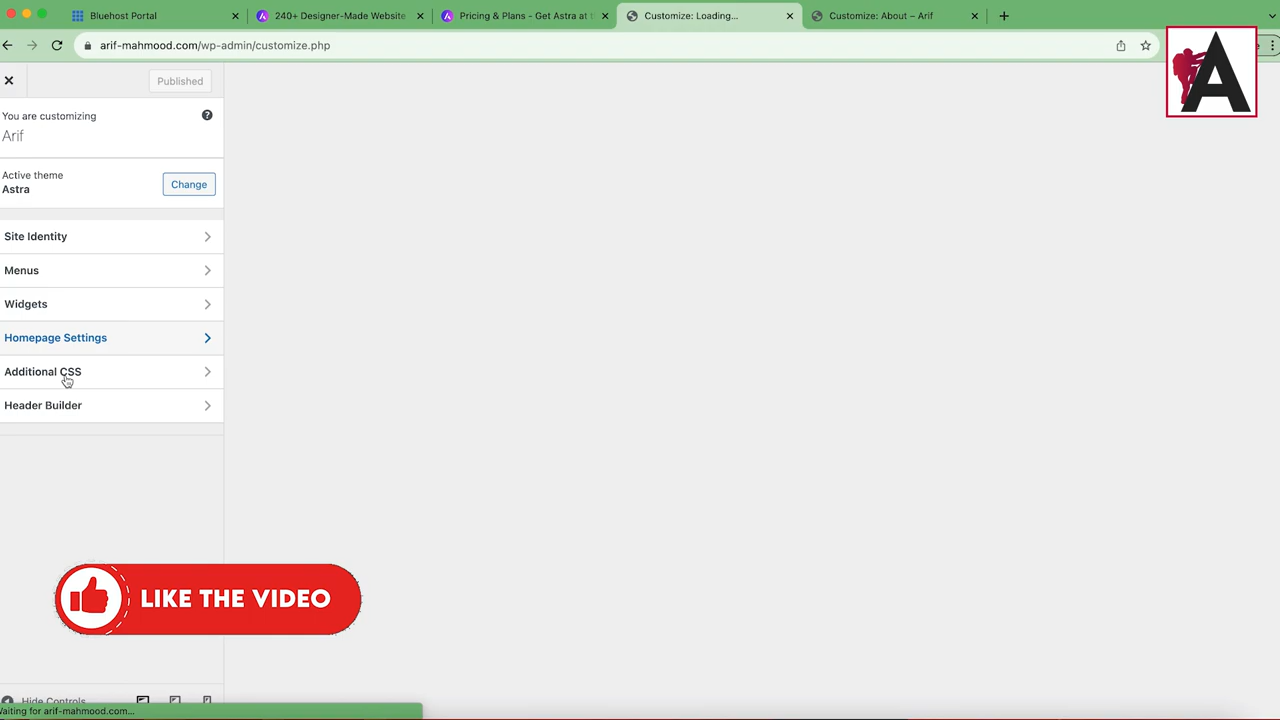 Bluehost Portal
240+ Designer-Made Website
Pricing & Plans - Get Astra at t
Customize: Loading...
Customize: About – Arif
arif-mahmood.com/wp-admin/customize.php
A
Published
You are customizing
Arif
Active theme
Astra
Change
Site Identity
Menus
Widgets
Homepage Settings
Additional CSS
Header Builder
LIKE THE VIDEO
Hide Controls
Waiting for arif-mahmood.com...